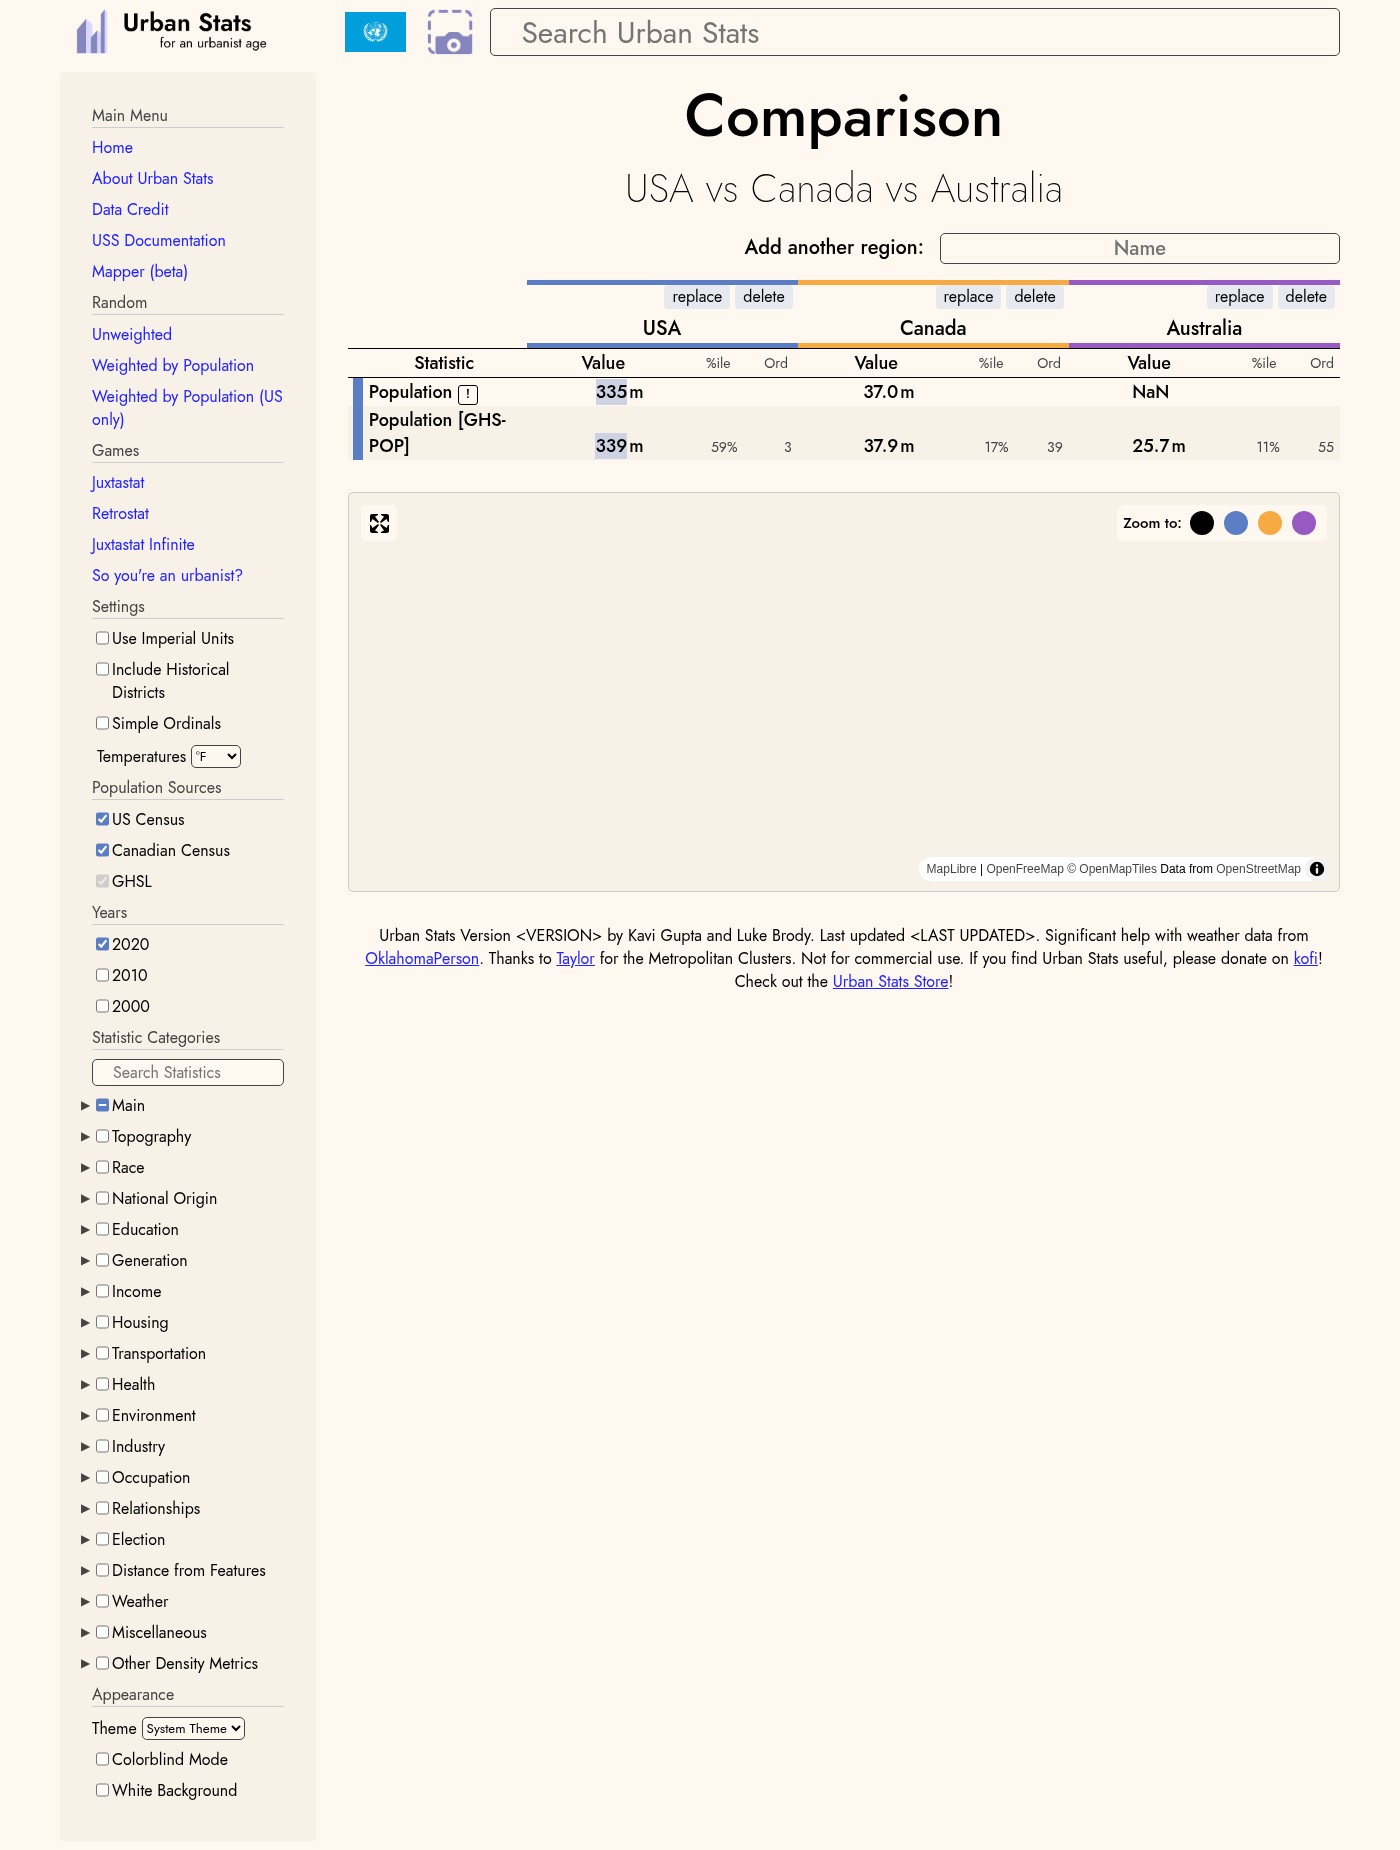 Urban Stats
for an urbanist age
Search Urban Stats
Main Menu
Home
About Urban Stats
Data Credit
USS Documentation
Mapper (beta)
Random
Unweighted
Weighted by Population
Weighted by Population (US
only)
Games
Juxtastat
Retrostat
Juxtastat Infinite
So you're an urbanist?
Settings
Use Imperial Units
Include Historical
Districts
Simple Ordinals
Temperatures °F
Population Sources
US Census
Canadian Census
GHSL
Years
2020
2010
2000
Statistic Categories
Search Statistics
Main
Topography
Race
National Origin
Education
Generation
Income
Housing
Transportation
Health
Environment
Industry
Occupation
Relationships
Election
Distance from Features
Weather
Miscellaneous
Other Density Metrics
Appearance
Theme System Theme
Colorblind Mode
White Background
Comparison
USA vs Canada vs Australia
Add another region: Name
replace delete replace delete replace delete
USA Canada Australia
Statistic Value %ile Ord Value %ile Ord Value %ile Ord
Population ! 335 m 37.0 m NaN
Population [GHS-
POP] 339 m 59% 3 37.9 m 17% 39 25.7 m 11% 55
Zoom to:
MapLibre | OpenFreeMap © OpenMapTiles Data from OpenStreetMap
Urban Stats Version <VERSION> by Kavi Gupta and Luke Brody. Last updated <LAST UPDATED>. Significant help with weather data from
OklahomaPerson. Thanks to Taylor for the Metropolitan Clusters. Not for commercial use. If you find Urban Stats useful, please donate on kofi!
Check out the Urban Stats Store!